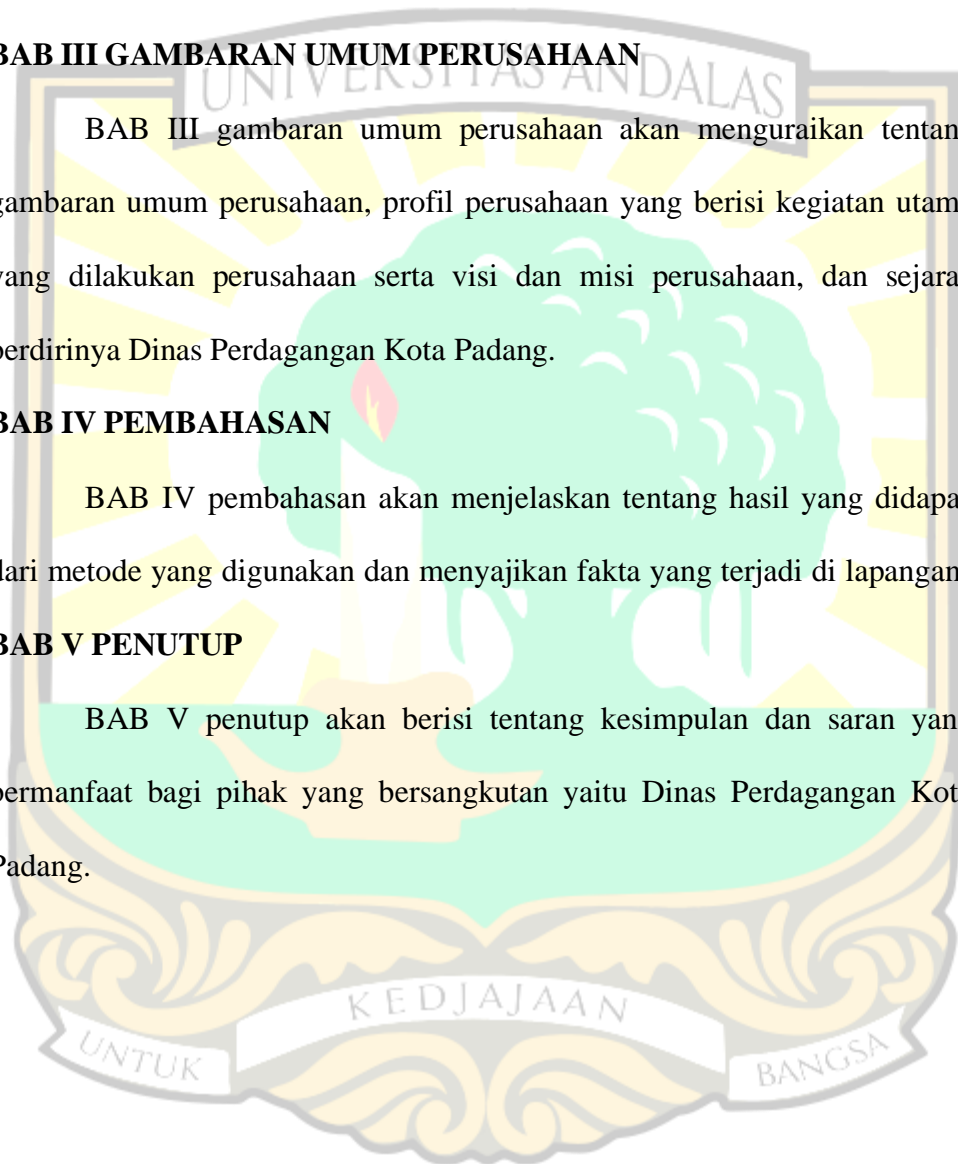 UNIVERSITAS ANDALAS
BAB III GAMBARAN UMUM PERUSAHAAN
BAB III gambaran umum perusahaan akan menguraikan tentan
gambaran umum perusahaan, profil perusahaan yang berisi kegiatan utam
yang dilakukan perusahaan serta visi dan misi perusahaan, dan sejara
berdirinya Dinas Perdagangan Kota Padang.
BAB IV PEMBAHASAN
BAB IV pembahasan akan menjelaskan tentang hasil yang didapa
dari metode yang digunakan dan menyajikan fakta yang terjadi di lapangan
BAB V PENUTUP
BAB V penutup akan berisi tentang kesimpulan dan saran yan
bermanfaat bagi pihak yang bersangkutan yaitu Dinas Perdagangan Kot
Padang.
UNTUK KEDJAJAAN BANGSA